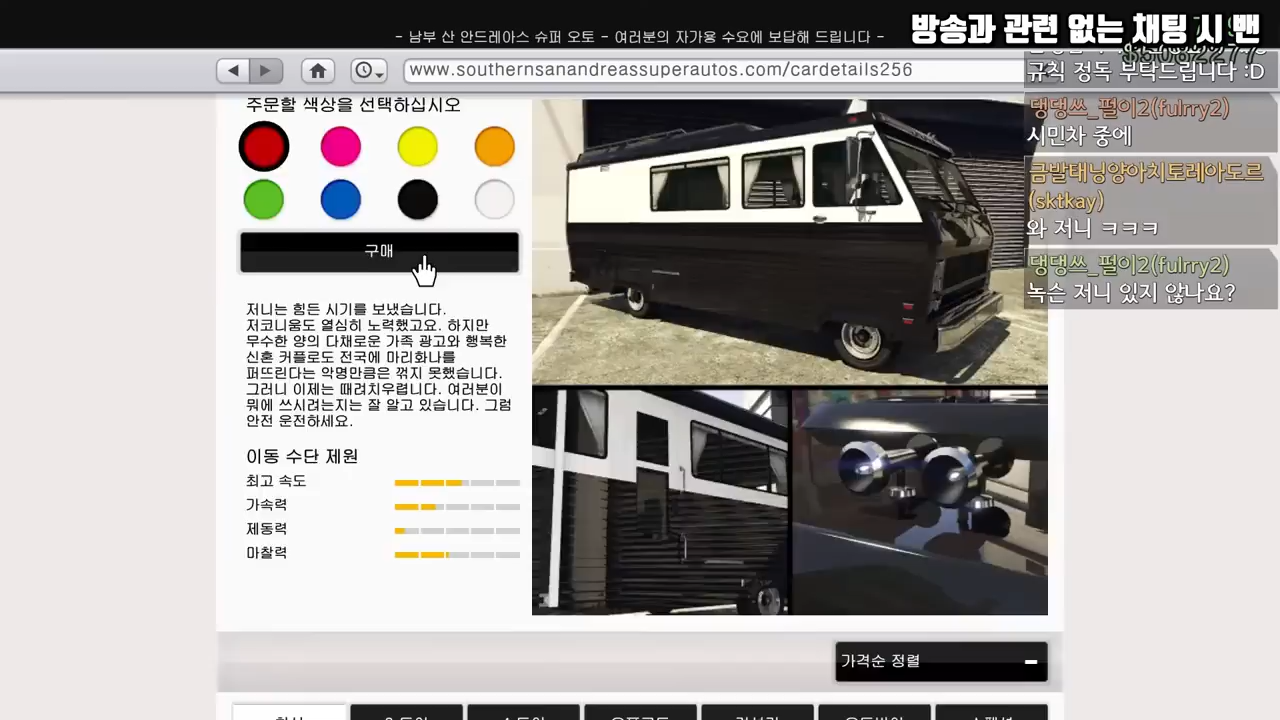 방송과 관련 없는 채팅 시 밴
- 남부 산 안드레아스 슈퍼 오토 - 여러분의 자가용 수요에 보답해 드립니다 -
www.southernsanandreassuperautos.com/cardetails256
규칙 정독 부탁드립니다 :D
댕댕쓰_펄이2(fulrry2)
시민차 중에
금발태닝양아치토레아도르
(sktkay)
와 저니 ㅋㅋㅋ
댕댕쓰_펄이2(fulrry2)
녹슨 저니 있지 않나요?
주문할 색상을 선택하십시오
구매
저니는 힘든 시기를 보냈습니다.
저코니움도 열심히 노력했고요. 하지만
무수한 양의 다채로운 가족 광고와 행복한
신혼 커플로도 전국에 마리화나를
퍼뜨린다는 악명만큼은 꺾지 못했습니다.
그러니 이제는 때려치우렵니다. 여러분이
뭐에 쓰시려는지는 잘 알고 있습니다. 그럼
안전 운전하세요.
이동 수단 제원
최고 속도
가속력
제동력
마찰력
가격순 정렬